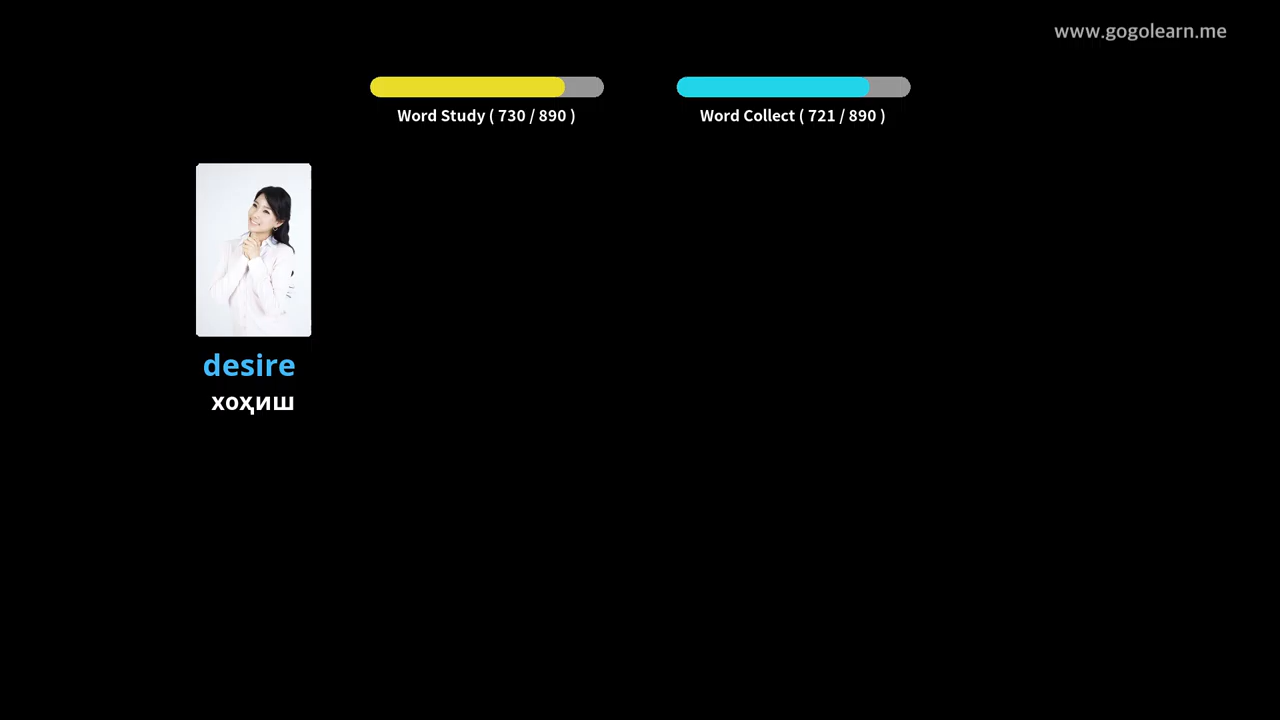 www.gogolearn.me
Word Study ( 730 / 890 )
Word Collect ( 721 / 890 )
desire
хоҳиш